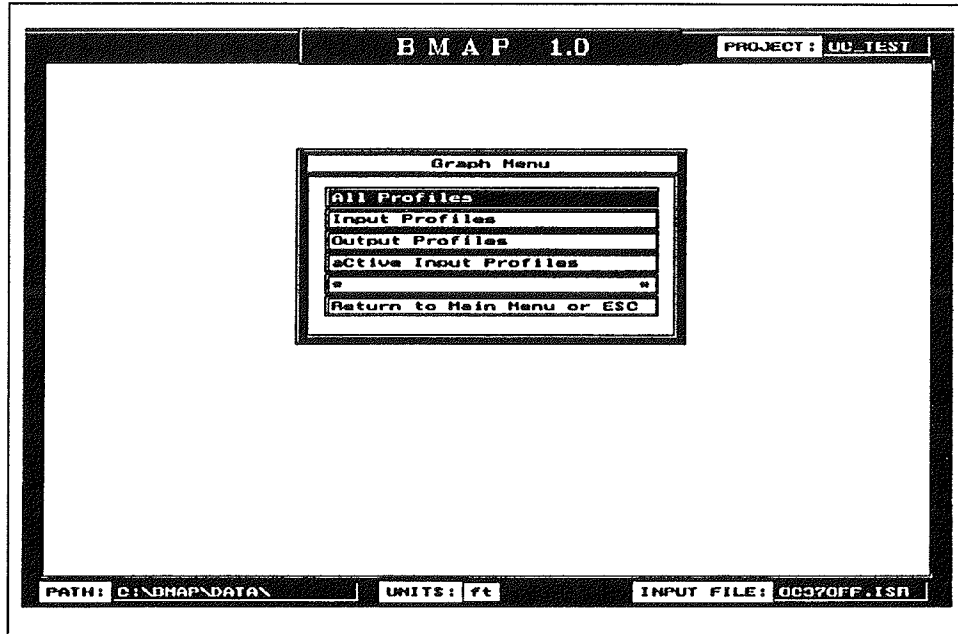 BMAP 1.0
PROJECT: UC_TEST
Graph Menu
All Profiles
Input Profiles
Output Profiles
aCtive Input Profiles
* *
Return to Main Menu or ESC
PATH: C:\BMAP\DATA\
UNITS: ft
INPUT FILE: